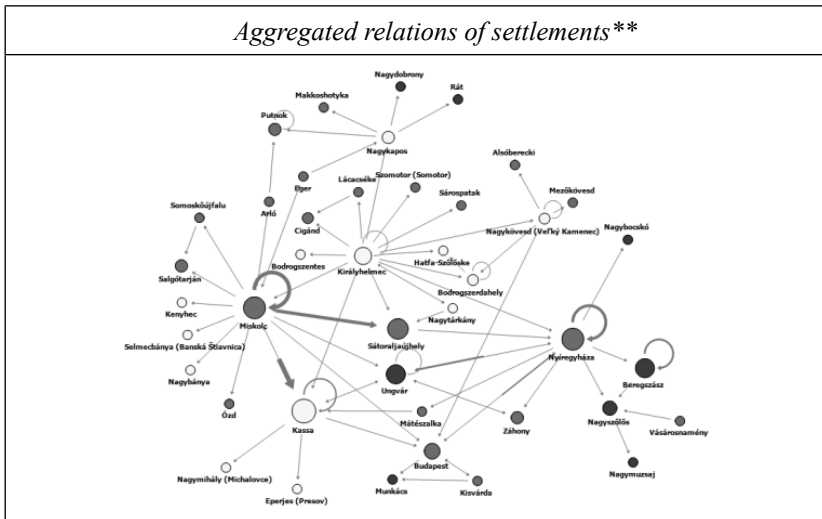 Aggregated relations of settlements**
Nagydobrony
Rát
Makkoshotyka
Putnok
Nagykapos
Alsóberecki
Eger
Szomotor (Somotor)
Lácacséke
Mezőkövesd
Sárospatak
Somoskőújfalu
Arló
Cigánd
Nagykövesd (Veľký Kamenec)
Nagybocskó
Bodrogszentes
Királyhelmec
Hatfa-Szőlőske
Salgótarján
Bodrogszerdahely
Kenyhec
Miskolc
Nagytárkány
Selmecbánya (Banská Štiavnica)
Sátoraljaújhely
Nyíregyháza
Nagybánya
Ungvár
Beregszász
Ózd
Kassa
Mátészalka
Záhony
Nagyszőlős
Vásárosnamény
Nagymihály (Michalovce)
Budapest
Nagymuzsaj
Eperjes (Presov)
Munkács
Kisvárda